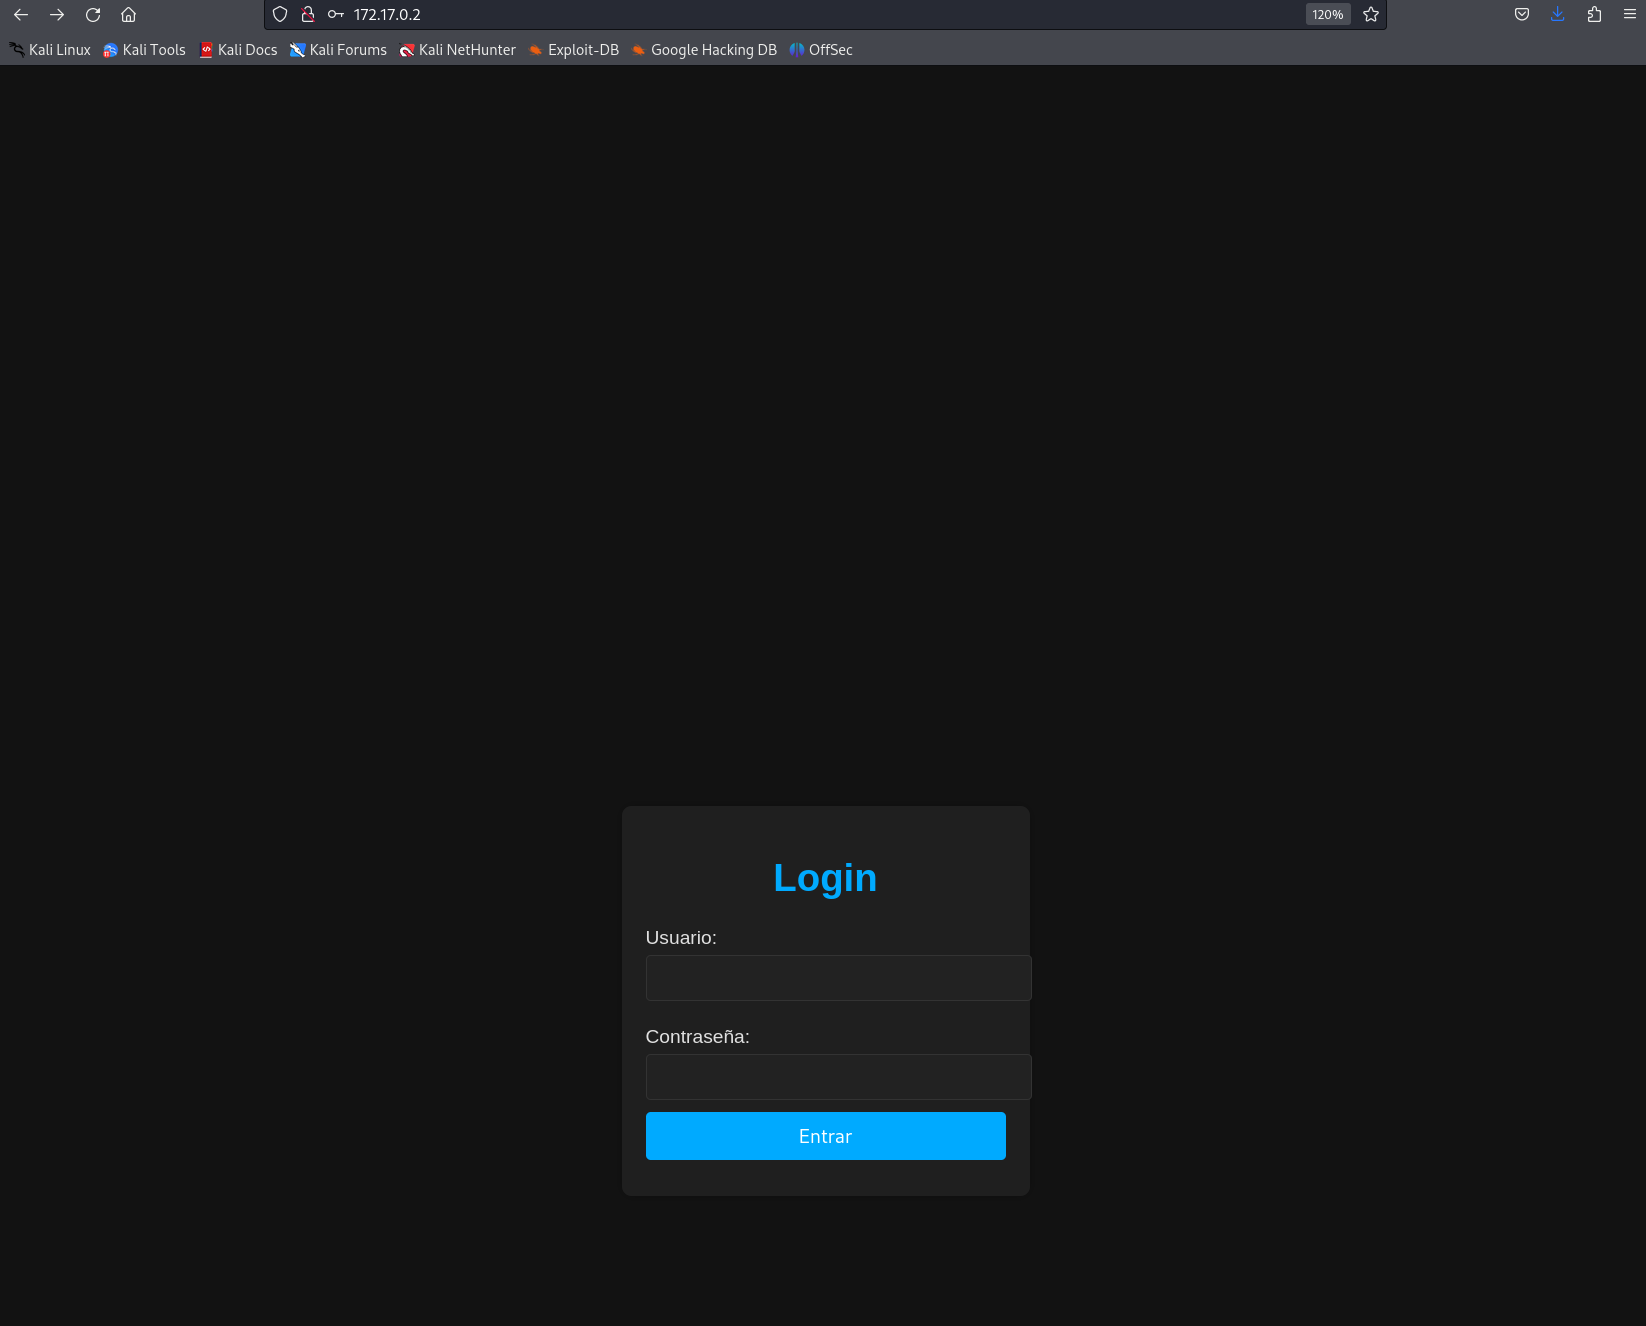 172.17.0.2 120%
Kali Linux Kali Tools Kali Docs Kali Forums Kali NetHunter Exploit-DB Google Hacking DB OffSec
Login
Usuario:
Contraseña:
Entrar